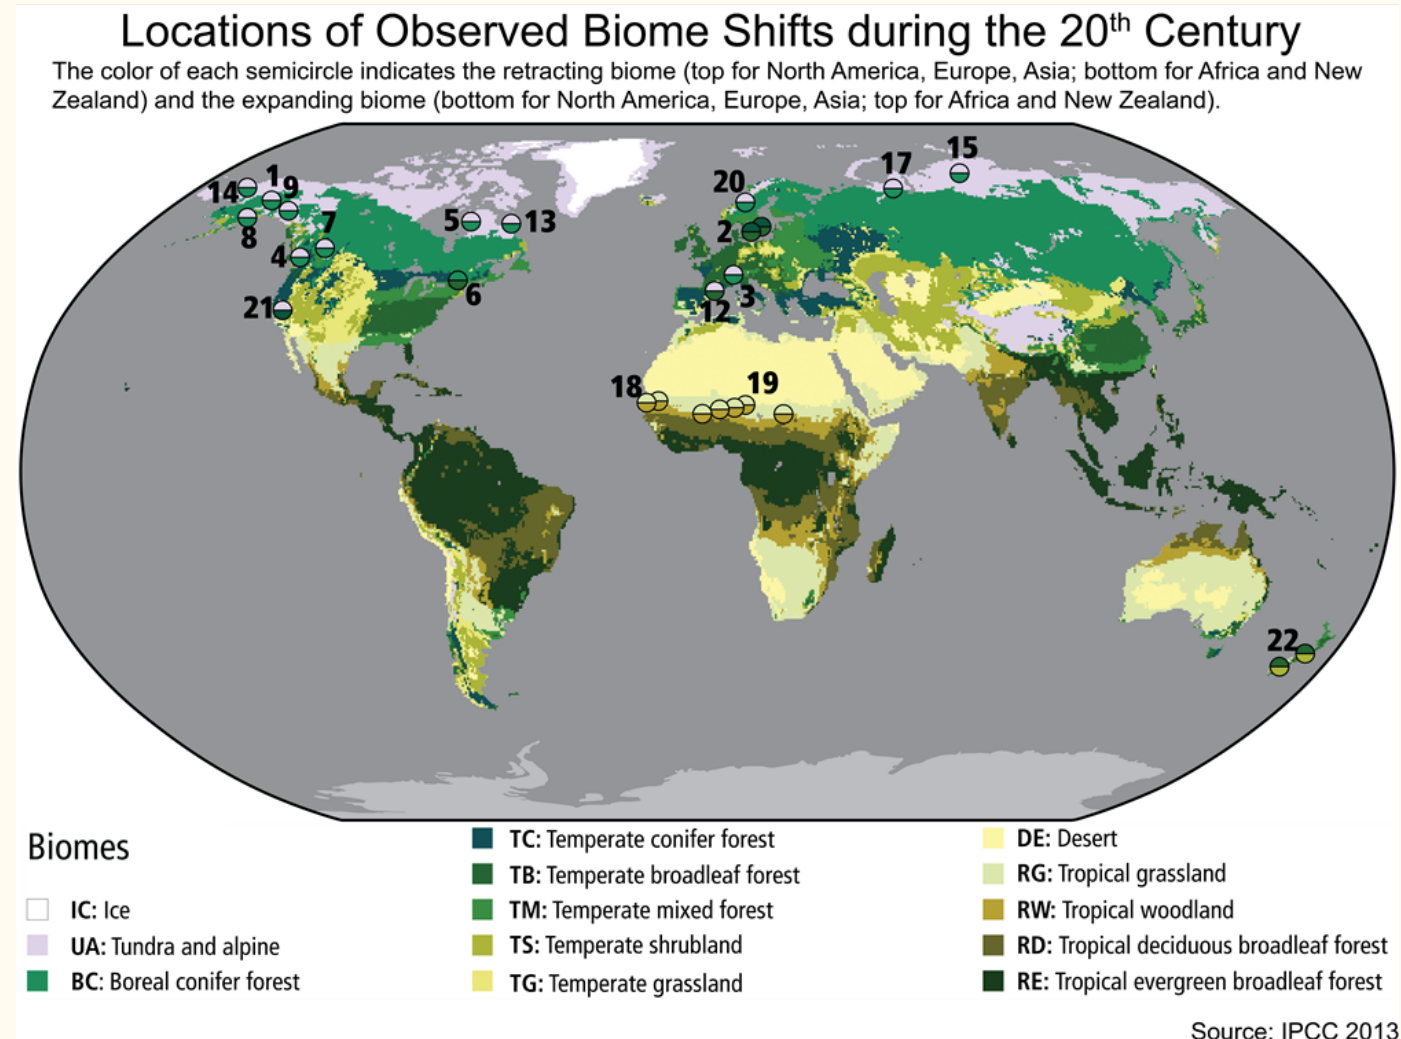 Locations of Observed Biome Shifts during the 20th Century
The color of each semicircle indicates the retracting biome (top for North America, Europe, Asia; bottom for Africa and New
Zealand) and the expanding biome (bottom for North America, Europe, Asia; top for Africa and New Zealand).
15
17
14
1
9
20
8
7
5
13
2
4
6
21
3
12
18
19
22
Biomes
IC: Ice
UA: Tundra and alpine
BC: Boreal conifer forest
TC: Temperate conifer forest
TB: Temperate broadleaf forest
TM: Temperate mixed forest
TS: Temperate shrubland
TG: Temperate grassland
DE: Desert
RG: Tropical grassland
RW: Tropical woodland
RD: Tropical deciduous broadleaf forest
RE: Tropical evergreen broadleaf forest
Source: IPCC 2013